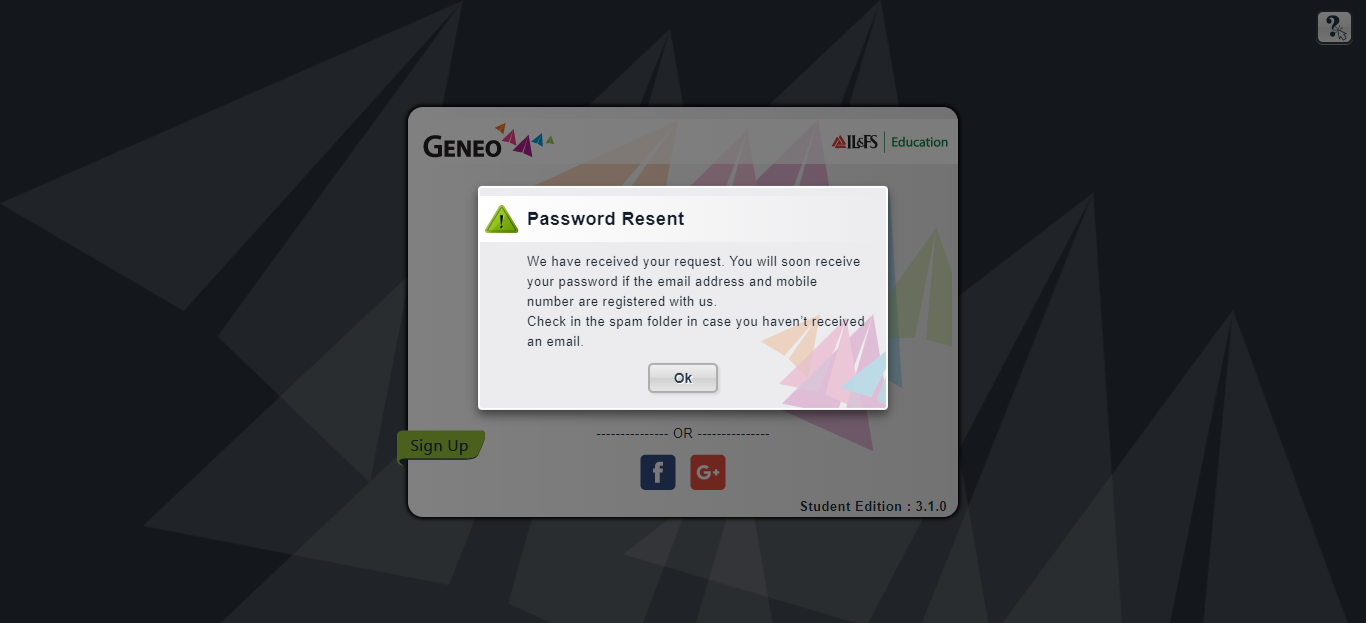 GENEO
IL&FS Education
Password Resent
We have received your request. You will soon receive
your password if the email address and mobile
number are registered with us.
Check in the spam folder in case you haven't received
an email.
Ok
--------------- OR ---------------
Sign Up
f G+
Student Edition : 3.1.0